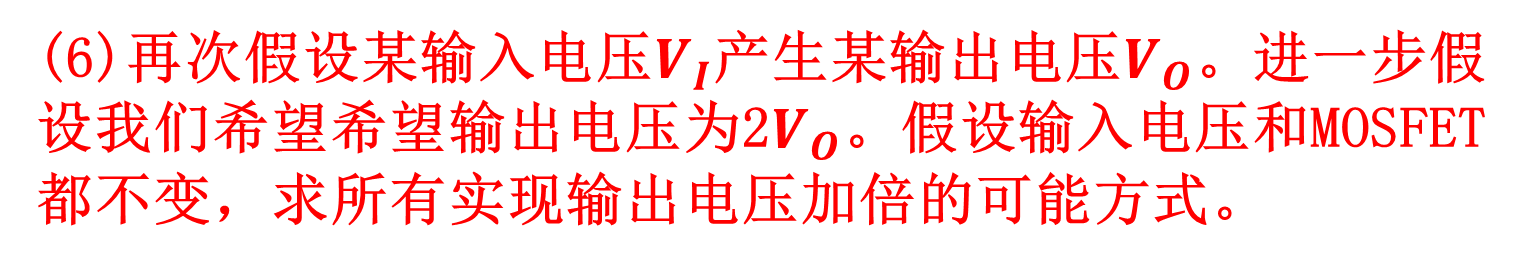 (6)再次假设某输入电压V_I产生某输出电压V_O。进一步假
设我们希望希望输出电压为2V_O。假设输入电压和MOSFET
都不变，求所有实现输出电压加倍的可能方式。